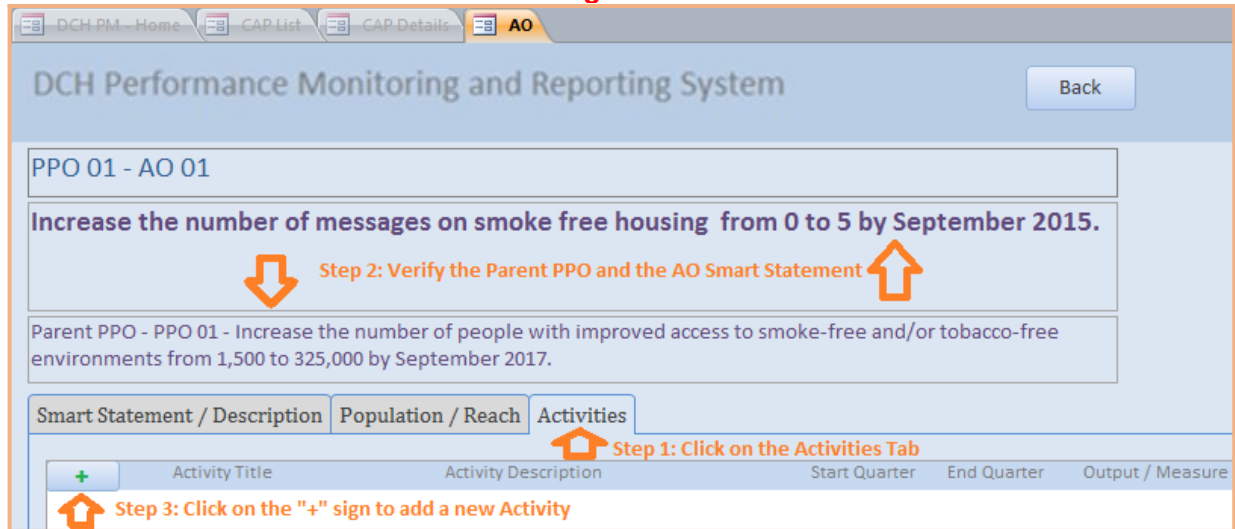 DCH PM - Home CAP List CAP Details AO
DCH Performance Monitoring and Reporting System
Back
PPO 01 - AO 01
Increase the number of messages on smoke free housing from 0 to 5 by September 2015.
Step 2: Verify the Parent PPO and the AO Smart Statement
Parent PPO - PPO 01 - Increase the number of people with improved access to smoke-free and/or tobacco-free
environments from 1,500 to 325,000 by September 2017.
Smart Statement / Description Population / Reach Activities
Step 1: Click on the Activities Tab
+ Activity Title Activity Description Start Quarter End Quarter Output / Measure
Step 3: Click on the "+" sign to add a new Activity